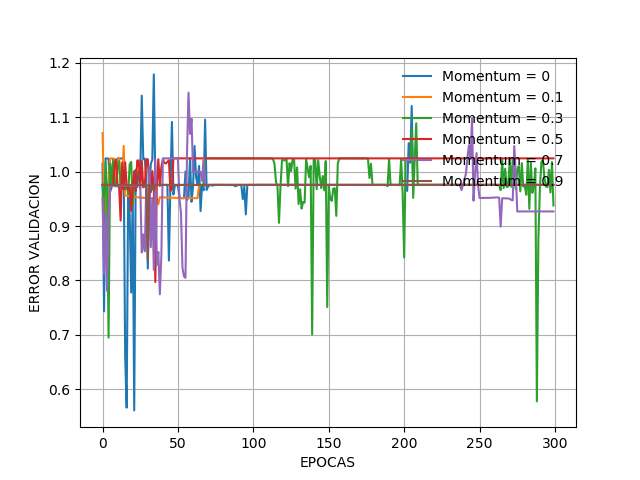 1.2
1.1
1.0
0.9
0.8
0.7
0.6
ERROR VALIDACION
Momentum = 0
Momentum = 0.1
Momentum = 0.3
Momentum = 0.5
Momentum = 0.7
Momentum = 0.9
0 50 100 150 200 250 300
EPOCAS